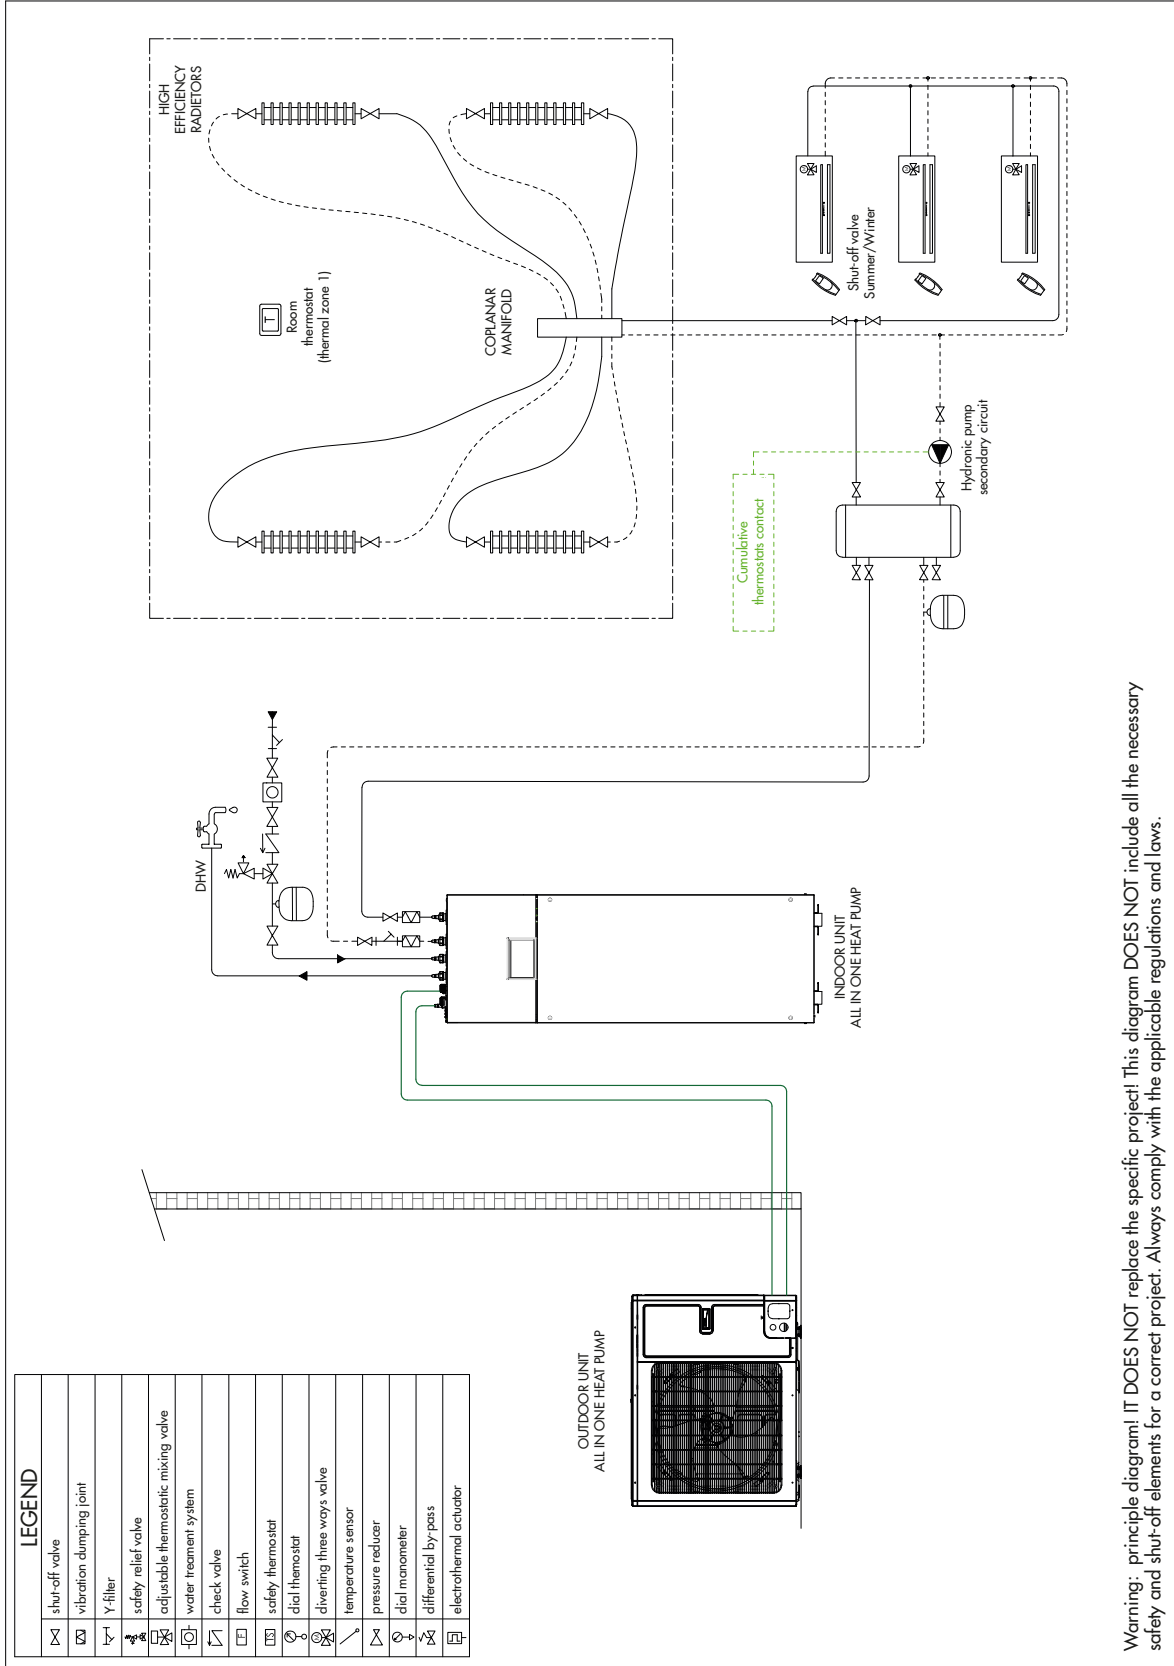 HIGH
EFFICIENCY
RADIETORS
T
Room
thermostat
(thermal zone 1)
COPLANAR
MANIFOLD
Shut-off valve
Summer/Winter
Hydronic pump
secondary circuit
Cumulative
thermostats contact
DHW
INDOOR UNIT
ALL IN ONE HEAT PUMP
OUTDOOR UNIT
ALL IN ONE HEAT PUMP
LEGEND
shut-off valve
vibration dumping joint
Y-filter
safety relief valve
adjustable thermostatic mixing valve
water treament system
check valve
F flow switch
TS safety thermostat
dial themostat
M diverting three ways valve
temperature sensor
pressure reducer
dial manometer
differential by-pass
electrothermal actuator
Warning: principle diagram! IT DOES NOT replace the specific project! This diagram DOES NOT include all the necessary
safety and shut-off elements for a correct project. Always comply with the applicable regulations and laws.